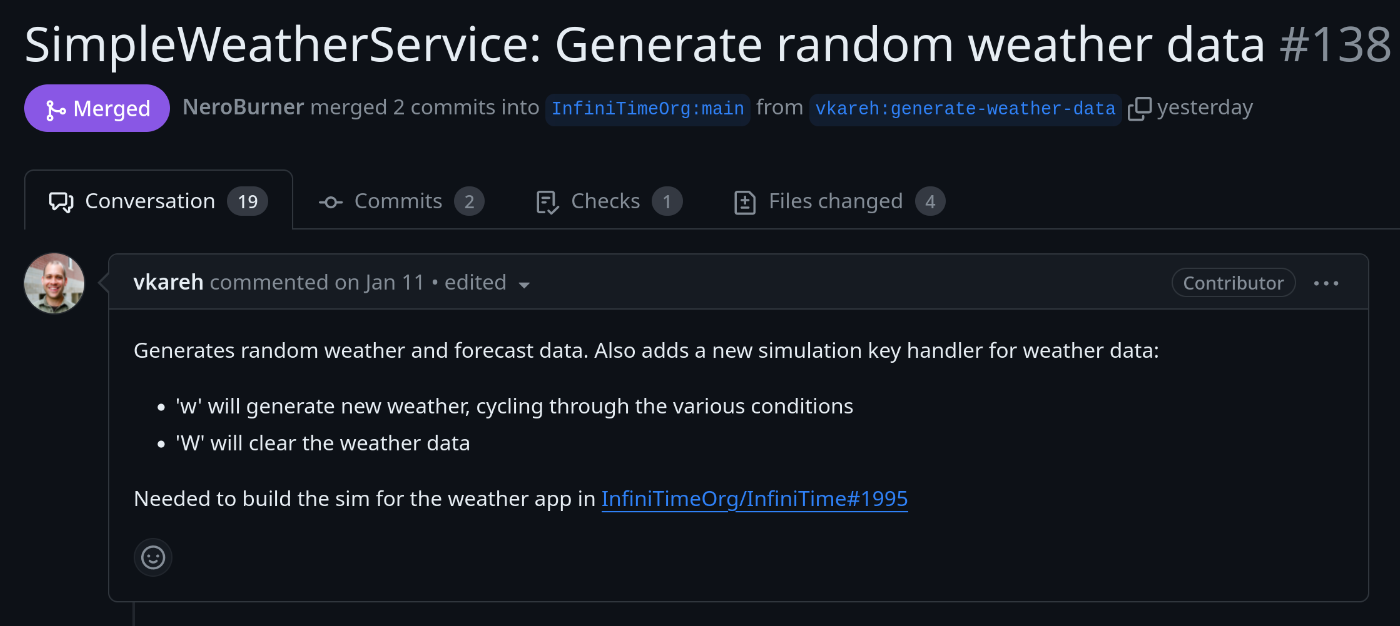 SimpleWeatherService: Generate random weather data #138
Merged NeroBurner merged 2 commits into InfiniTimeOrg:main from vkareh:generate-weather-data yesterday
Conversation 19 Commits 2 Checks 1 Files changed 4
vkareh commented on Jan 11 • edited Contributor
Generates random weather and forecast data. Also adds a new simulation key handler for weather data:
• 'w' will generate new weather, cycling through the various conditions
• 'W' will clear the weather data
Needed to build the sim for the weather app in InfiniTimeOrg/InfiniTime#1995